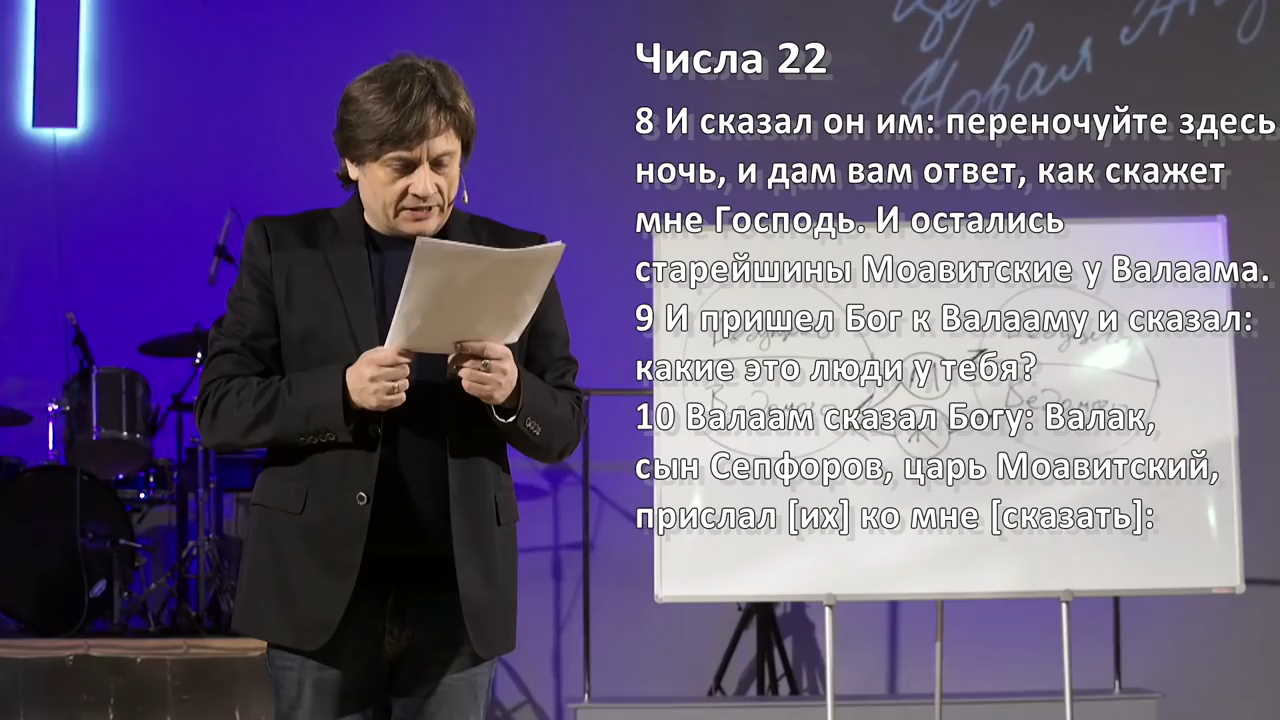 Новая
Числа 22
8 И сказал он им: переночуйте здесь
ночь, и дам вам ответ, как скажет
мне Господь. И остались
старейшины Моавитские у Валаама.
9 И пришел Бог к Валааму и сказал:
какие это люди у тебя?
10 Валаам сказал Богу: Валак,
сын Сепфоров, царь Моавитский,
прислал [их] ко мне [сказать]: